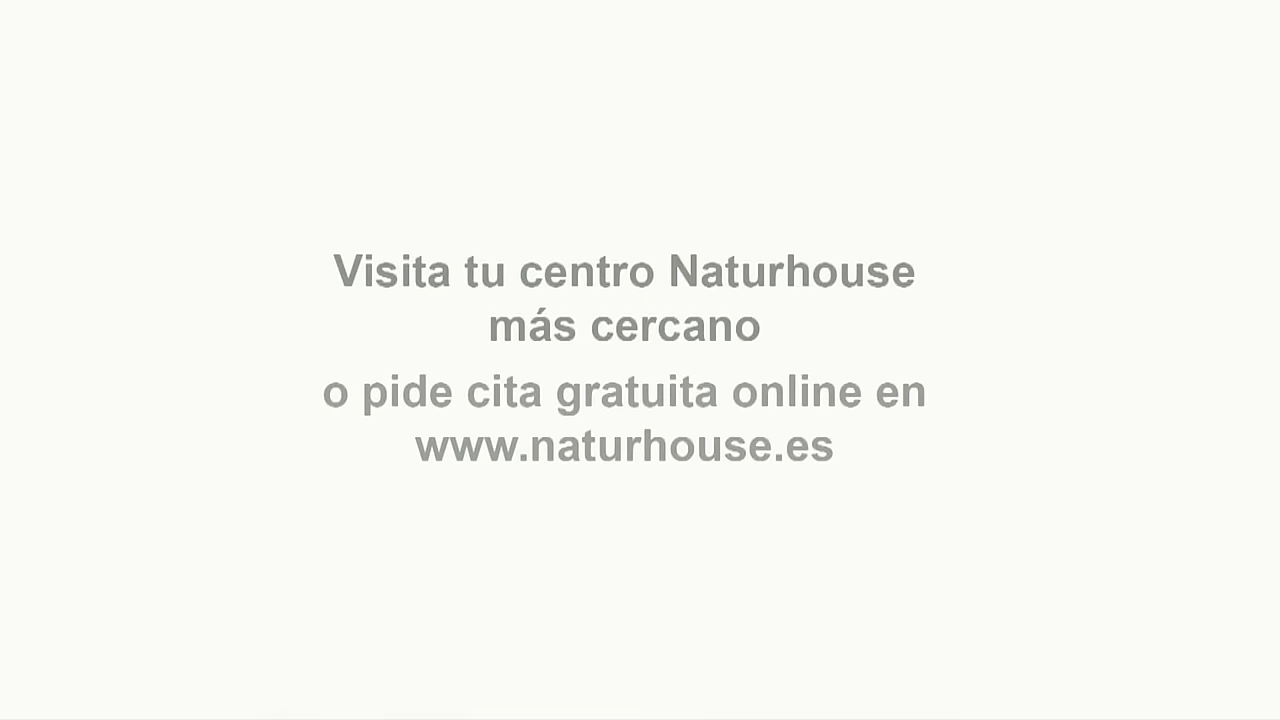 Visita tu centro Naturhouse
más cercano
o pide cita gratuita online en
www.naturhouse.es